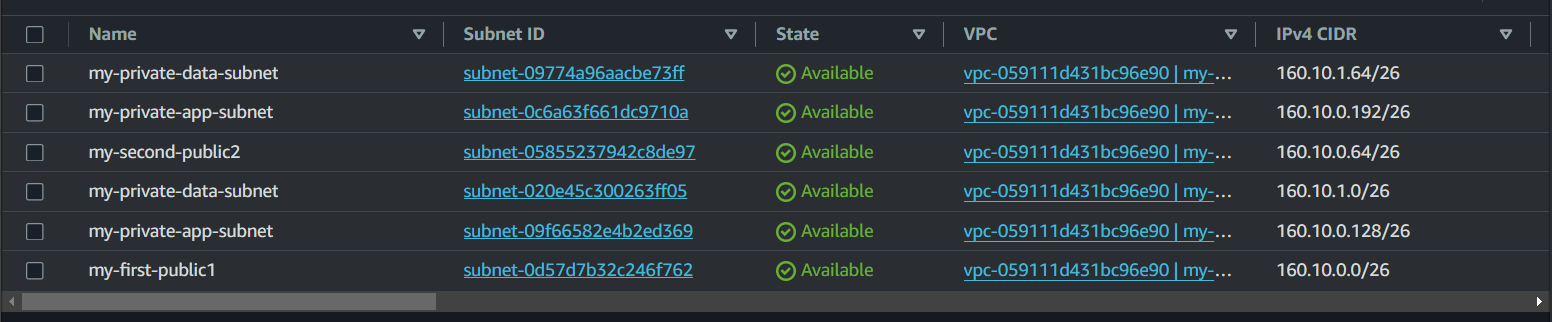 Name Subnet ID State VPC IPv4 CIDR
my-private-data-subnet subnet-09774a96aacbe73ff Available vpc-059111d431bc96e90 | my-... 160.10.1.64/26
my-private-app-subnet subnet-0c6a63f661dc9710a Available vpc-059111d431bc96e90 | my-... 160.10.0.192/26
my-second-public2 subnet-05855237942c8de97 Available vpc-059111d431bc96e90 | my-... 160.10.0.64/26
my-private-data-subnet subnet-020e45c300263ff05 Available vpc-059111d431bc96e90 | my-... 160.10.1.0/26
my-private-app-subnet subnet-09f66582e4b2ed369 Available vpc-059111d431bc96e90 | my-... 160.10.0.128/26
my-first-public1 subnet-0d57d7b32c246f762 Available vpc-059111d431bc96e90 | my-... 160.10.0.0/26